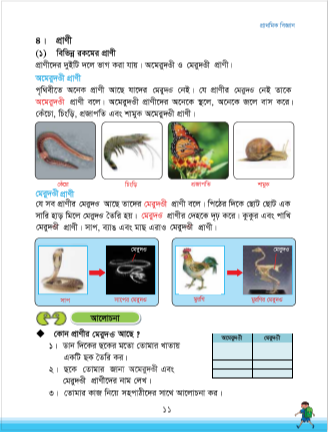 প্রাথমিক বিজ্ঞান
৪। প্রাণী
(১) বিভিন্ন রকমের প্রাণী
প্রাণীদের দুইটি দলে ভাগ করা যায়। অমেরুদণ্ডী ও মেরুদণ্ডী প্রাণী।
অমেরুদণ্ডী প্রাণী
পৃথিবীতে অনেক প্রাণী আছে যাদের মেরুদণ্ড নেই। যে প্রাণীর মেরুদণ্ড নেই তাকে
অমেরুদণ্ডী প্রাণী বলে। অমেরুদণ্ডী প্রাণীদের অনেকে স্থলে, অনেকে জলে বাস করে।
কেঁচো, চিংড়ি, প্রজাপতি এবং শামুক অমেরুদণ্ডী প্রাণী।
কেঁচো চিংড়ি প্রজাপতি শামুক
মেরুদণ্ডী প্রাণী
যে সব প্রাণীর মেরুদণ্ড আছে তাদের মেরুদণ্ডী প্রাণী বলে। পিঠের দিকে ছোট ছোট এক
সারি হাড় মিলে মেরুদণ্ড তৈরি হয়। মেরুদণ্ড প্রাণীর দেহকে দৃঢ় করে। কুকুর এবং পাখি
মেরুদণ্ডী প্রাণী। সাপ, ব্যাঙ এবং মাছ এরাও মেরুদণ্ডী প্রাণী।
মেরুদণ্ড মেরুদণ্ড
সাপ সাপের মেরুদণ্ড মুরগি মুরগির মেরুদণ্ড
আলোচনা
কোন প্রাণীর মেরুদণ্ড আছে?
১। ডান দিকের ছকের মতো তোমার খাতায়
একটি ছক তৈরি কর।
২। ছকে তোমার জানা অমেরুদণ্ডী এবং
মেরুদণ্ডী প্রাণীদের নাম লেখ।
৩। তোমার কাজ নিয়ে সহপাঠীদের সাথে আলোচনা কর।
অমেরুদণ্ডী মেরুদণ্ডী
১১